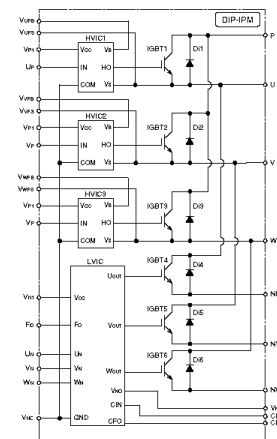 DIP-IPM
VUFB
VUFS
HVIC1
VP1 Vcc VB
UP IN HO
COM VS
IGBT1 Di1
P
U
VVFB
VVFS
HVIC2
VP1 Vcc VB
VP IN HO
COM VS
IGBT2 Di2
V
VWFB
VWFS
HVIC3
VP1 Vcc VB
VP IN HO
COM VS
IGBT3 Di3
W
LVIC
UOUT
IGBT4 Di4
Vcc
FO FO
VOUT
IGBT5 Di5
UN UN
VN VN
WN WN
WOUT
IGBT6 Di6
VNO
CIN
VNC GND
CFO